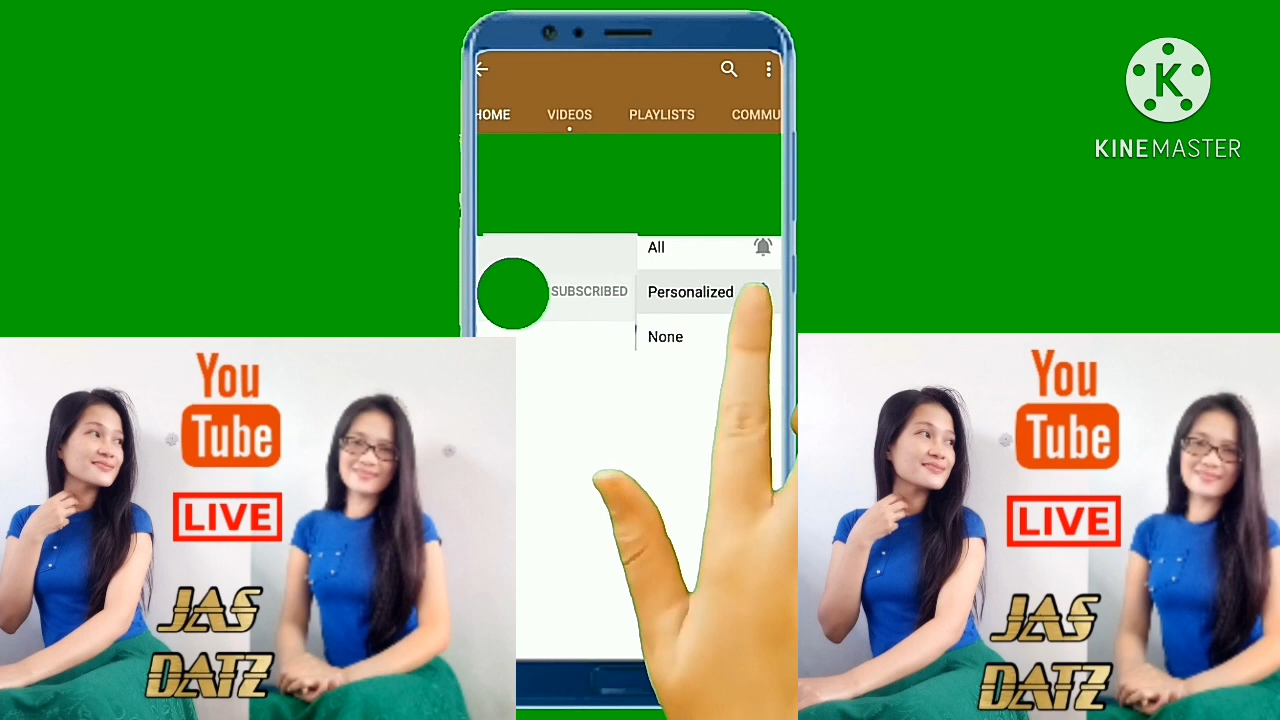 HOME VIDEOS PLAYLISTS COMMU
K
KINEMASTER
All
SUBSCRIBED
Personalized
None
You
Tube
LIVE
JAS
DATZ
You
Tube
LIVE
JAS
DATZ